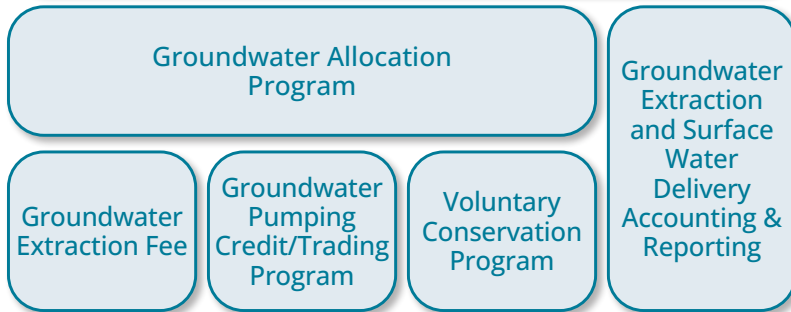 Groundwater Allocation
Program
Groundwater
Extraction
and Surface
Water
Delivery
Accounting &
Reporting
Groundwater
Extraction Fee
Groundwater
Pumping
Credit/Trading
Program
Voluntary
Conservation
Program